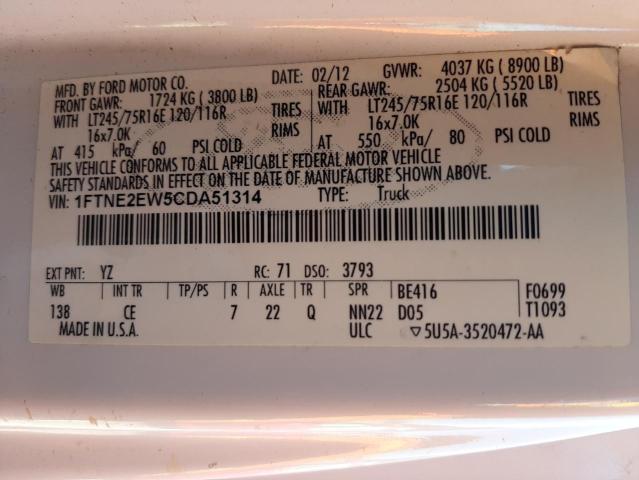 MFD. BY FORD MOTOR CO. DATE: 02/12 GVWR: 4037 KG ( 8900 LB)
FRONT GAWR: 1724 KG ( 3800 LB) REAR GAWR: 2504 KG ( 5520 LB)
WITH LT245/75R16E 120/116R TIRES WITH LT245/75R16E 120/116R TIRES
16x7.0K RIMS 16x7.0K RIMS
AT 415 kPa/ 60 PSI COLD AT 550 kPa/ 80 PSI COLD
THIS VEHICLE CONFORMS TO ALL APPLICABLE FEDERAL MOTOR VEHICLE
SAFETY STANDARDS IN EFFECT ON THE DATE OF MANUFACTURE SHOWN ABOVE.
VIN: 1FTNE2EW5CDA51314 TYPE: Truck
EXT PNT: YZ RC: 71 DSO: 3793
WB INT TR TP/PS R AXLE TR SPR BE416 F0699
138 CE 7 22 Q NN22 D05 T1093
MADE IN U.S.A. ULC ▽5U5A-3520472-AA